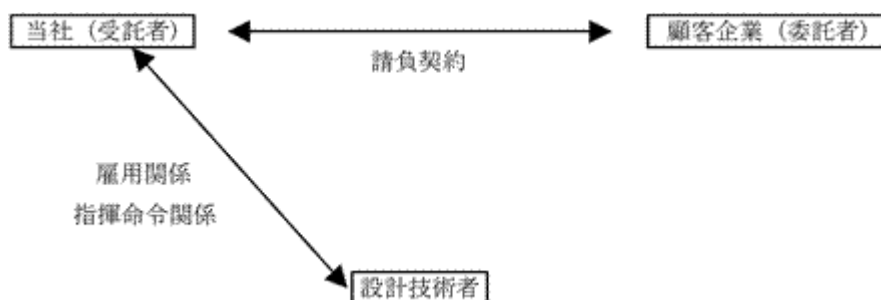 当社（受託者）
顧客企業（委託者）
請負契約
雇用関係
指揮命令関係
設計技術者